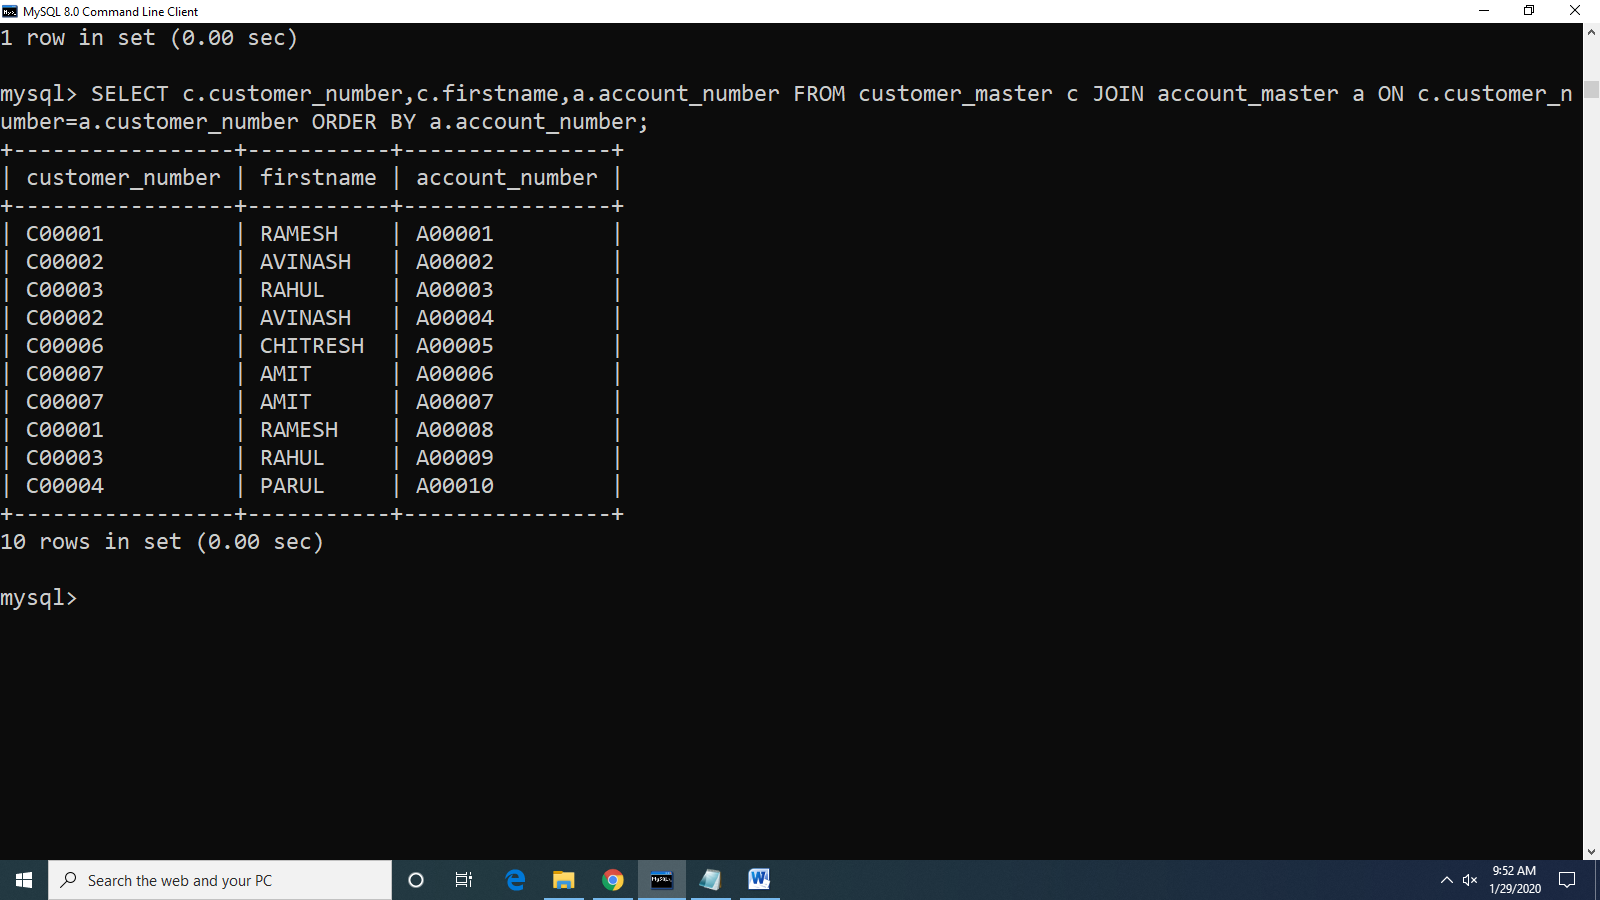 MySQL 8.0 Command Line Client
1 row in set (0.00 sec)
mysql> SELECT c.customer_number,c.firstname,a.account_number FROM customer_master c JOIN account_master a ON c.customer_n
umber=a.customer_number ORDER BY a.account_number;
+-----------------+-----------+----------------+
| customer_number | firstname | account_number |
+-----------------+-----------+----------------+
| C00001          | RAMESH    | A00001         |
| C00002          | AVINASH   | A00002         |
| C00003          | RAHUL     | A00003         |
| C00002          | AVINASH   | A00004         |
| C00006          | CHITRESH  | A00005         |
| C00007          | AMIT      | A00006         |
| C00007          | AMIT      | A00007         |
| C00001          | RAMESH    | A00008         |
| C00003          | RAHUL     | A00009         |
| C00004          | PARUL     | A00010         |
+-----------------+-----------+----------------+
10 rows in set (0.00 sec)
mysql>
Search the web and your PC
9:52 AM
1/29/2020